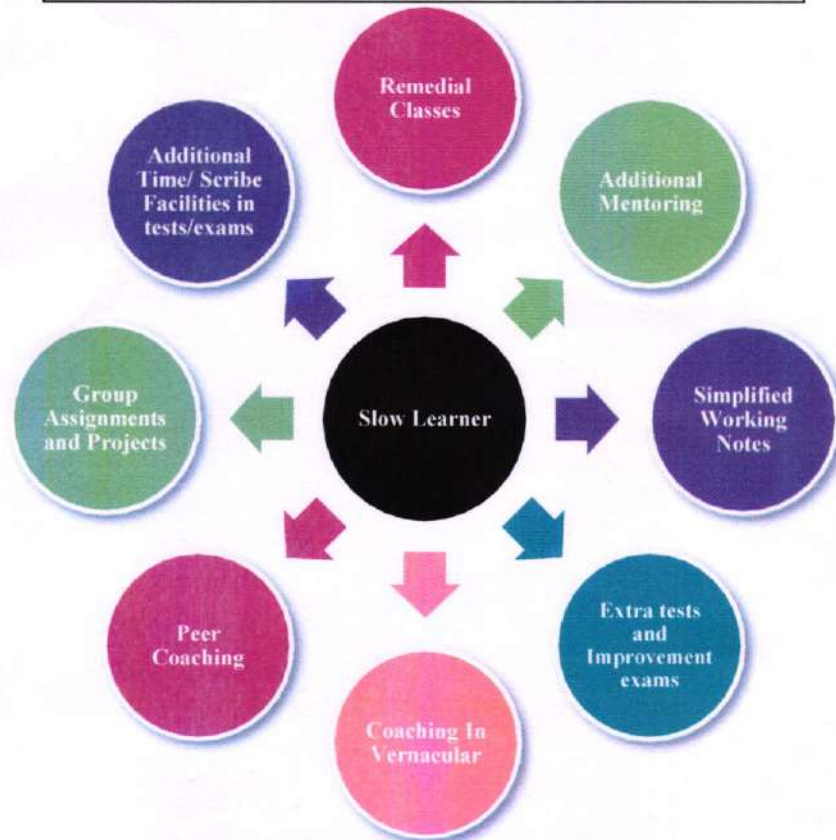 Remedial
Classes
Additional
Mentoring
Simplified
Working
Notes
Extra tests
and
Improvement
exams
Coaching In
Vernacular
Peer
Coaching
Group
Assignments
and Projects
Additional
Time/ Scribe
Facilities in
tests/exams
Slow Learner